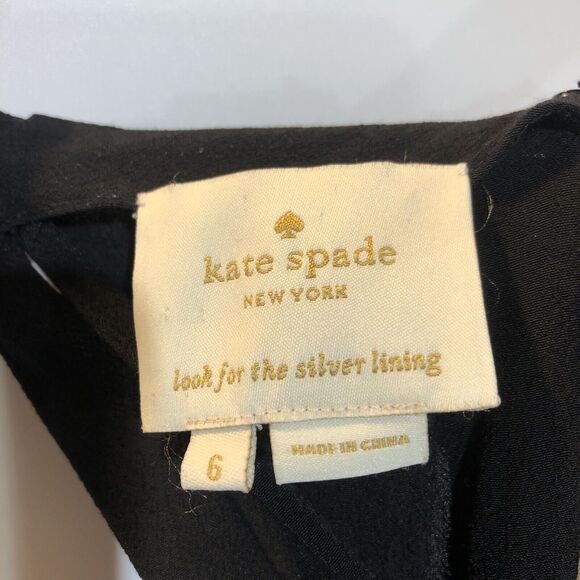 kate spade
NEW YORK
look for the silver lining
6
MADE IN CHINA